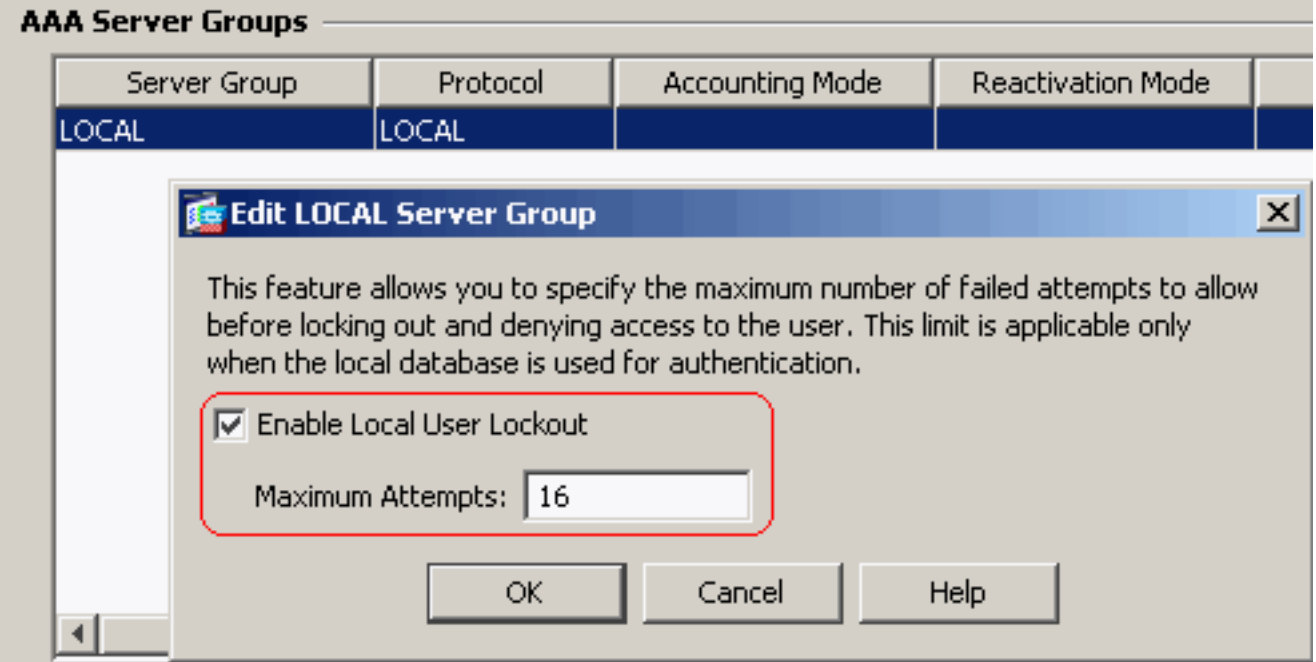 AAA Server Groups
Server Group Protocol Accounting Mode Reactivation Mode
LOCAL LOCAL
Edit LOCAL Server Group
This feature allows you to specify the maximum number of failed attempts to allow
before locking out and denying access to the user. This limit is applicable only
when the local database is used for authentication.
Enable Local User Lockout
Maximum Attempts: 16
OK Cancel Help